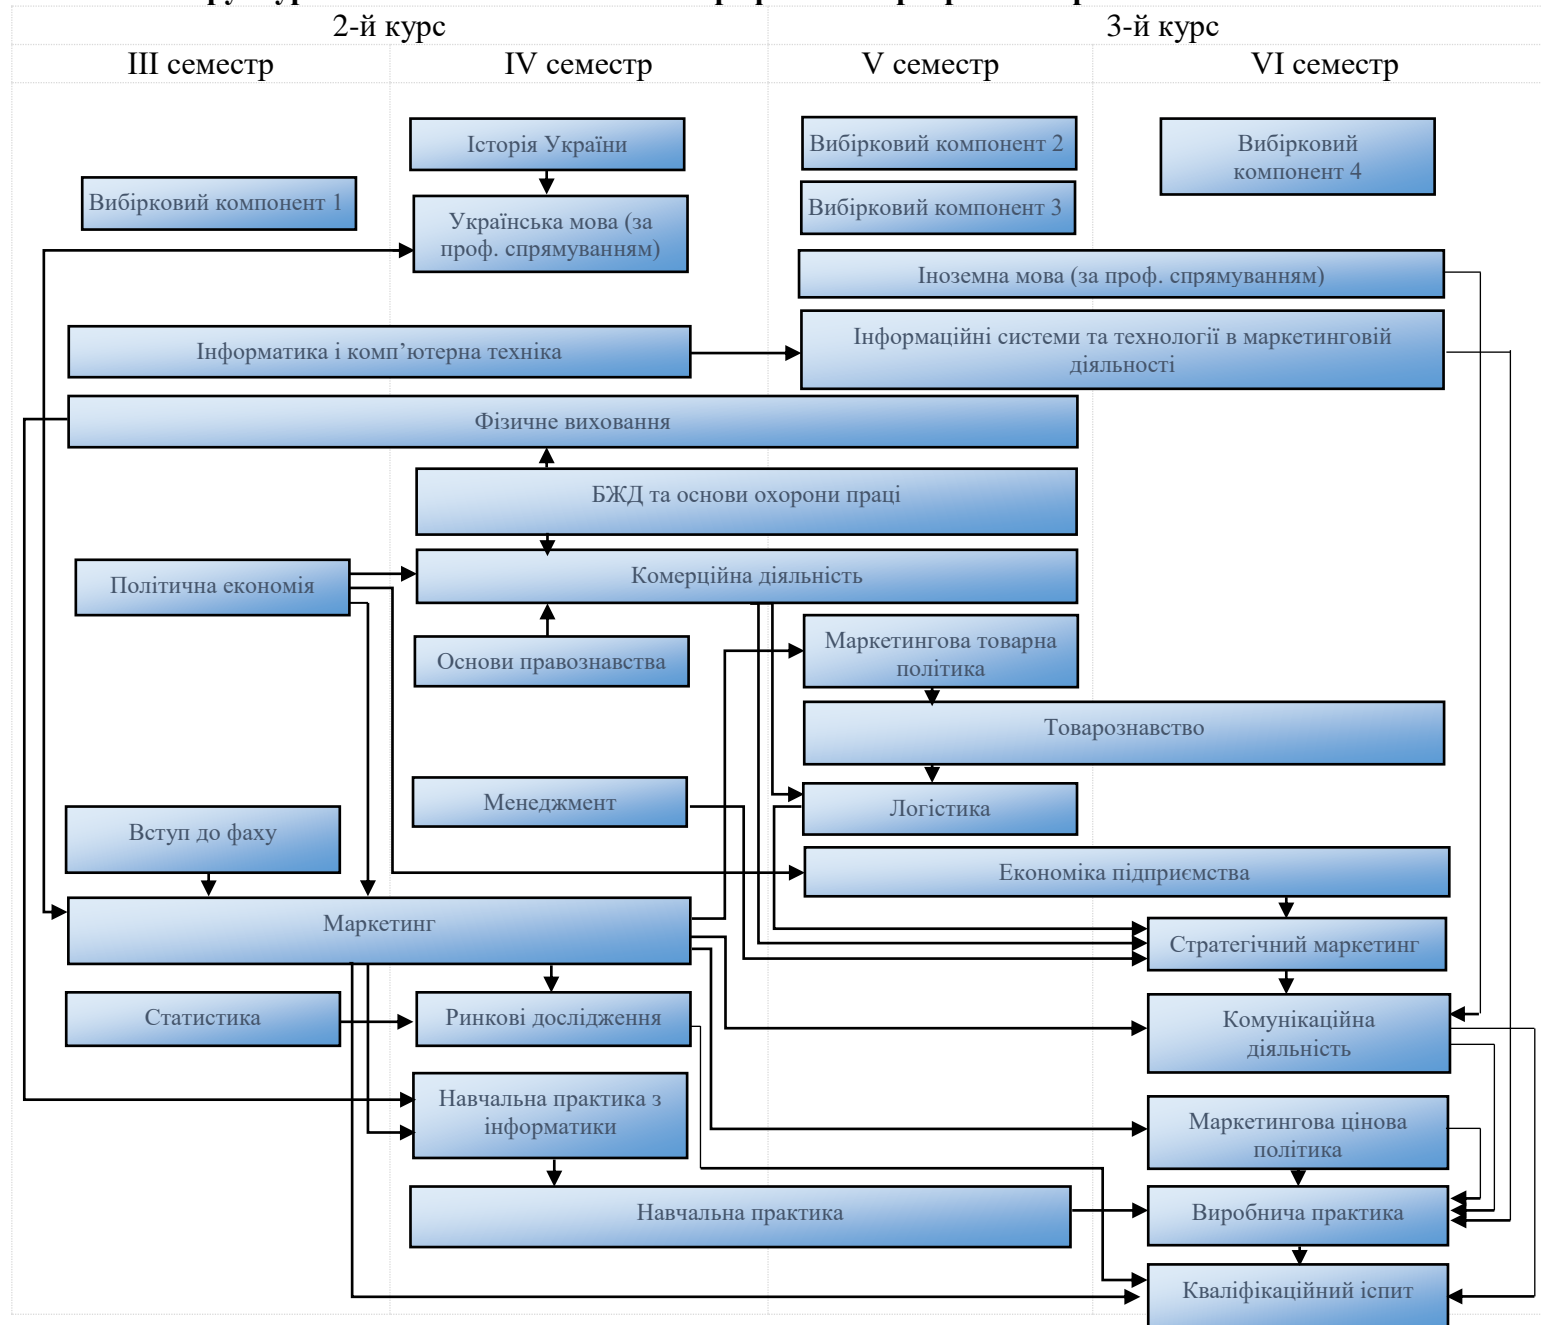 2-й курс
3-й курс
III семестр
IV семестр
V семестр
VI семестр
Історія України
Вибірковий компонент 2
Вибірковий
компонент 4
Вибірковий компонент 1
Вибірковий компонент 3
Українська мова (за
проф. спрямуванням)
Іноземна мова (за проф. спрямуванням)
Інформатика і комп’ютерна техніка
Інформаційні системи та технології в маркетинговій
діяльності
Фізичне виховання
БЖД та основи охорони праці
Політична економія
Комерційна діяльність
Основи правознавства
Маркетингова товарна
політика
Товарознавство
Менеджмент
Логістика
Вступ до фаху
Економіка підприємства
Маркетинг
Стратегічний маркетинг
Статистика
Ринкові дослідження
Комунікаційна
діяльність
Навчальна практика з
інформатики
Маркетингова цінова
політика
Навчальна практика
Виробнича практика
Кваліфікаційний іспит